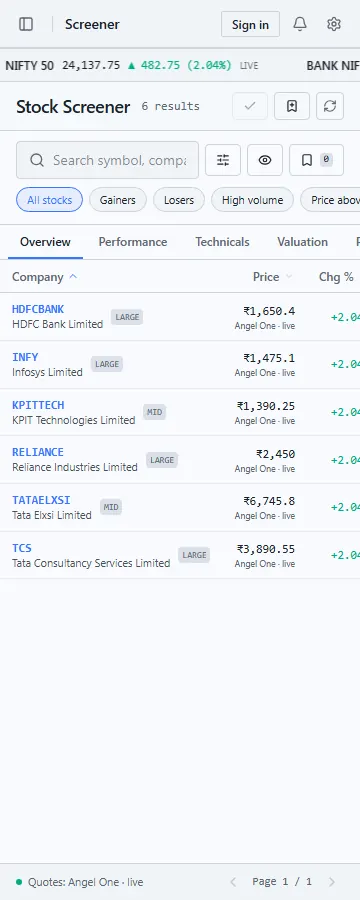 Screener
Sign in
NIFTY 50 24,137.75 ▲ 482.75 (2.04%) LIVE BANK NIF
Stock Screener 6 results
Search symbol, compa
0
All stocks Gainers Losers High volume Price abov
Overview Performance Technicals Valuation
Company Price Chg %
HDFCBANK
HDFC Bank Limited LARGE
₹1,650.4
Angel One · live
+2.04
INFY
Infosys Limited LARGE
₹1,475.1
Angel One · live
+2.04
KPITTECH
KPIT Technologies Limited MID
₹1,390.25
Angel One · live
+2.04
RELIANCE
Reliance Industries Limited LARGE
₹2,450
Angel One · live
+2.04
TATAELXSI
Tata Elxsi Limited MID
₹6,745.8
Angel One · live
+2.04
TCS
Tata Consultancy Services Limited LARGE
₹3,890.55
Angel One · live
+2.04
Quotes: Angel One · live
Page 1 / 1